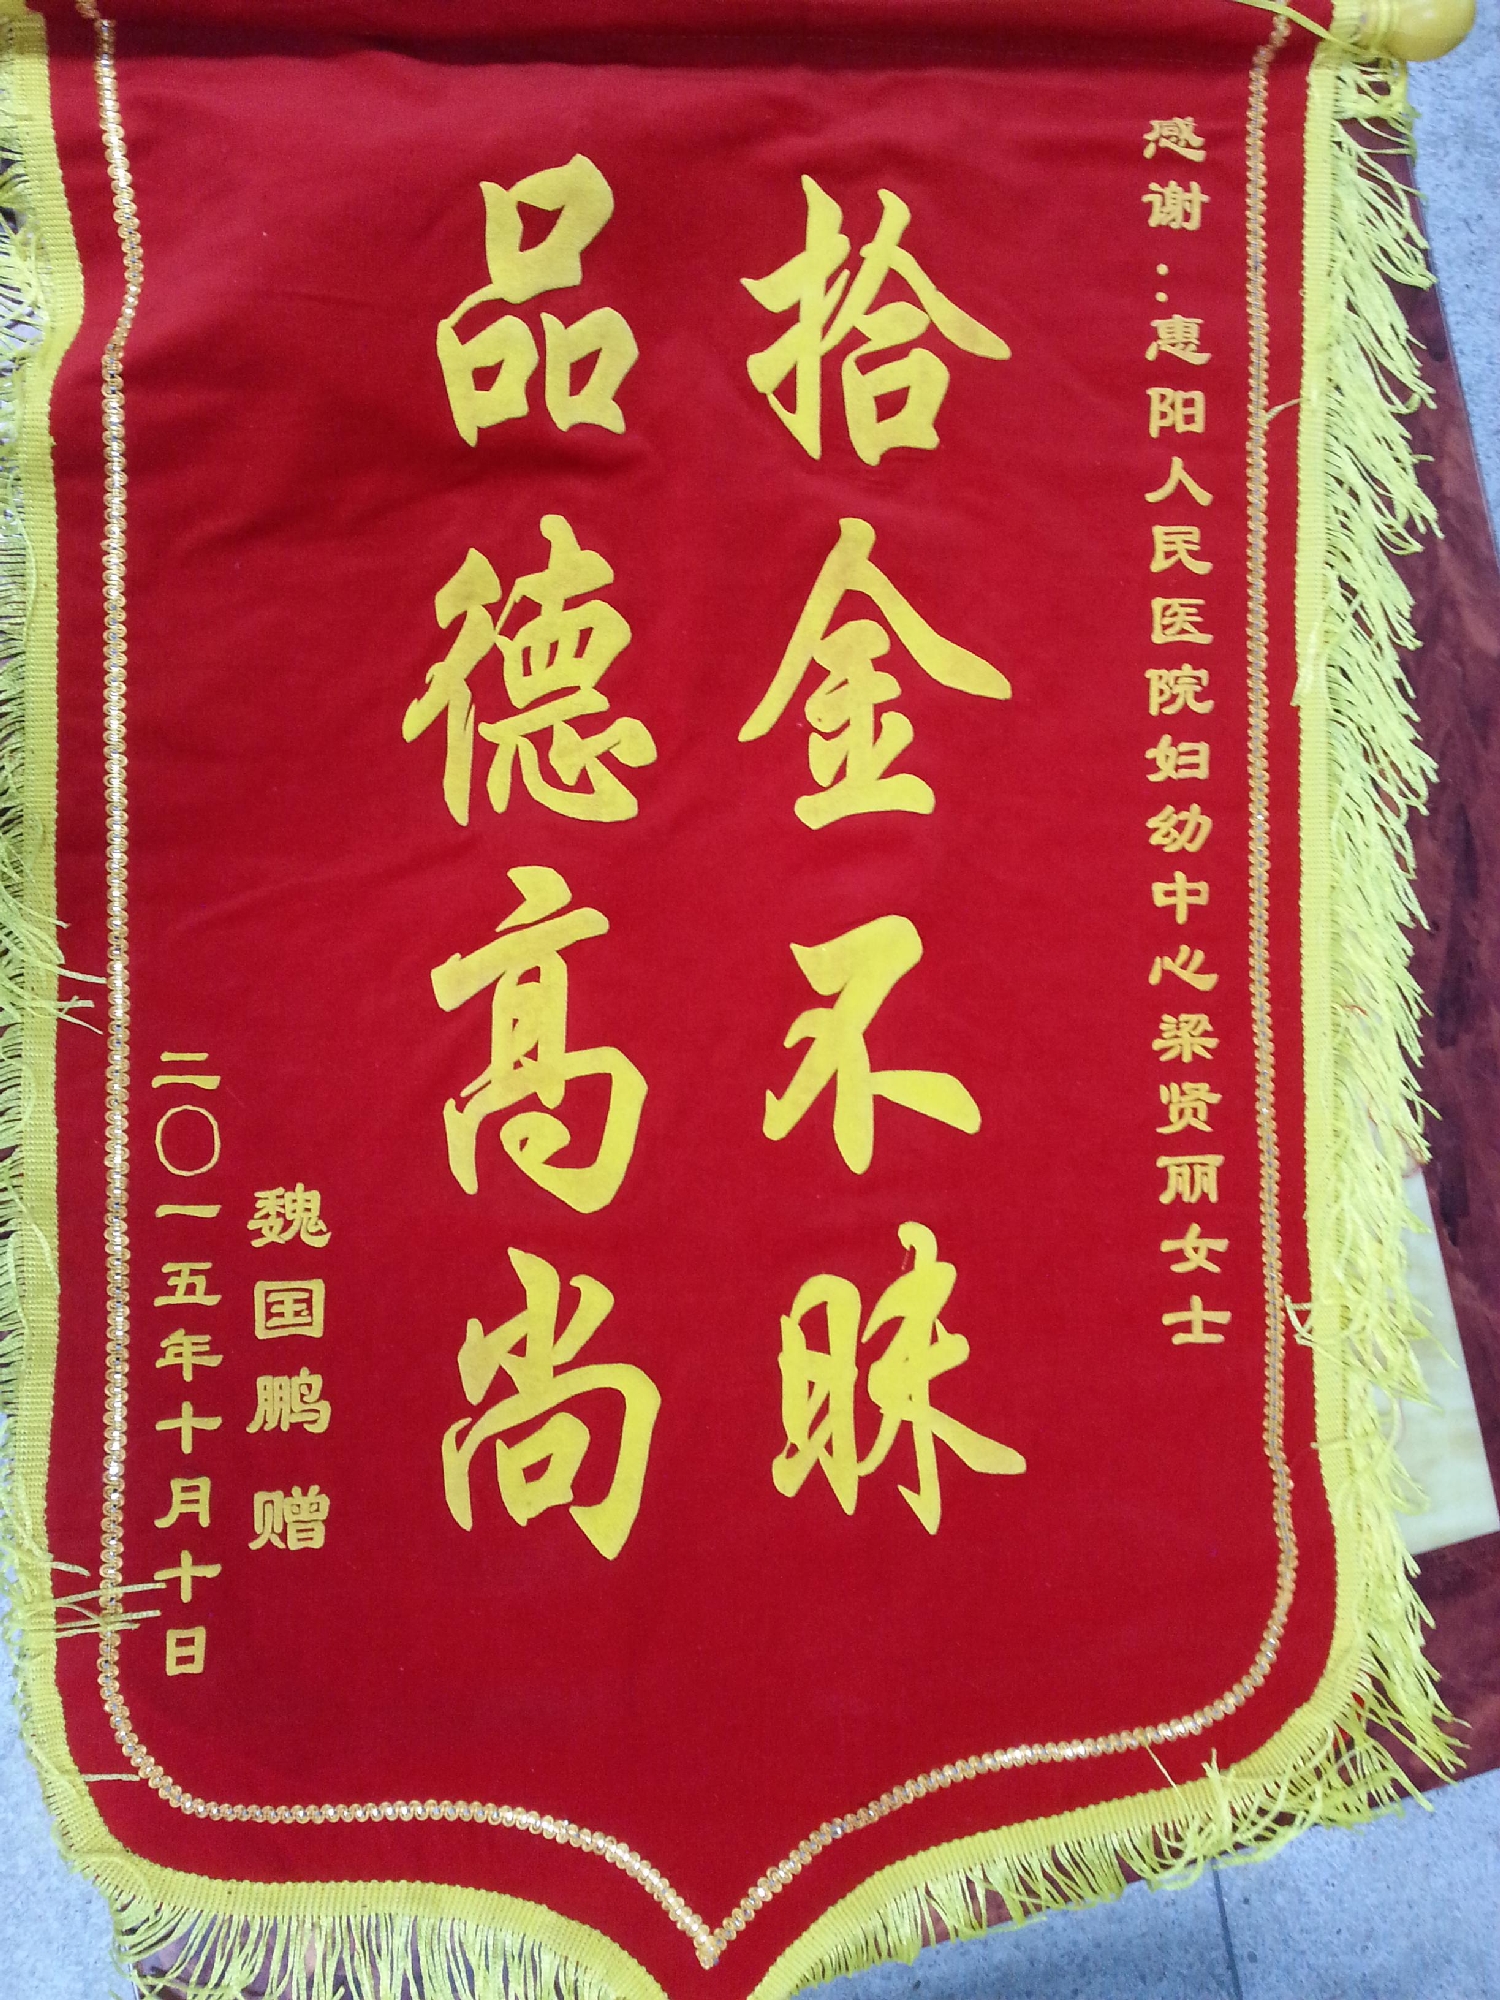 感谢：惠阳人民医院妇幼中心梁贤丽女士
拾金不昧
品德高尚
魏国鹏 赠
二〇一五年十月十日